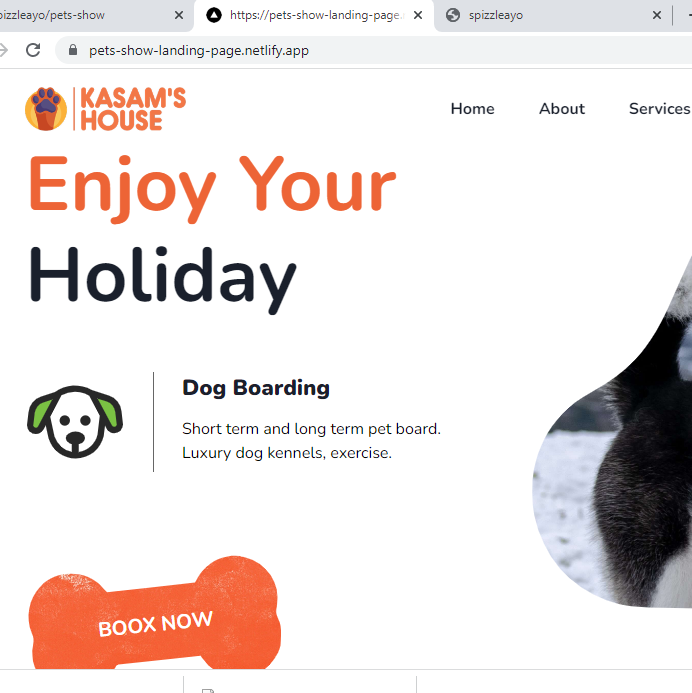 pizzleayo/pets-show
https://pets-show-landing-page.
spizzleayo
pets-show-landing-page.netlify.app
KASAM'S
HOUSE
Home About Services
Enjoy Your
Holiday
Dog Boarding
Short term and long term pet board.
Luxury dog kennels, exercise.
BOOX NOW